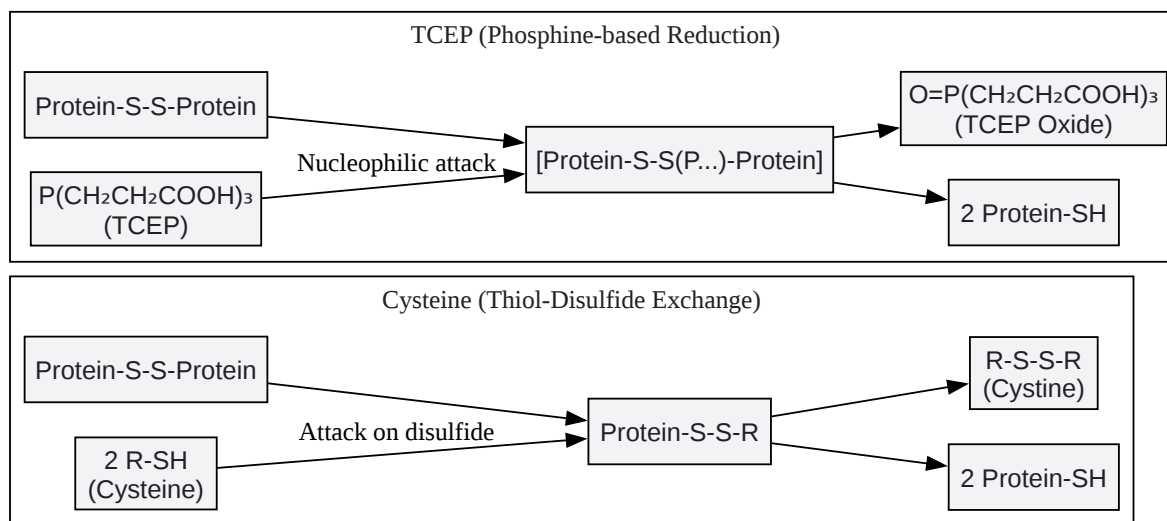 TCEP (Phosphine-based Reduction)
Protein-S-S-Protein
Nucleophilic attack
P(CH₂CH₂COOH)₃
(TCEP)
[Protein-S-S(P...)-Protein]
O=P(CH₂CH₂COOH)₃
(TCEP Oxide)
2 Protein-SH
Cysteine (Thiol-Disulfide Exchange)
Protein-S-S-Protein
Attack on disulfide
2 R-SH
(Cysteine)
Protein-S-S-R
R-S-S-R
(Cystine)
2 Protein-SH